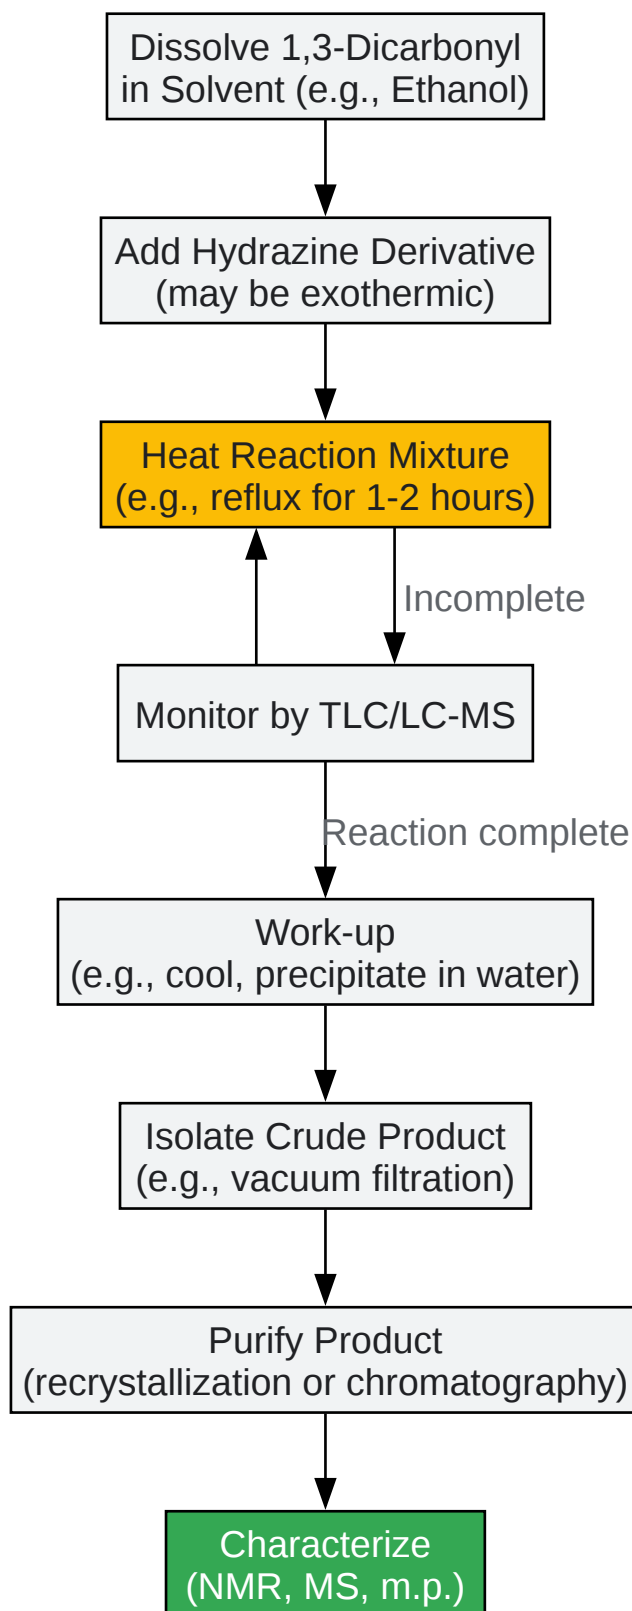 Dissolve 1,3-Dicarbonyl
in Solvent (e.g., Ethanol)
Add Hydrazine Derivative
(may be exothermic)
Heat Reaction Mixture
(e.g., reflux for 1-2 hours)
Incomplete
Monitor by TLC/LC-MS
Reaction complete
Work-up
(e.g., cool, precipitate in water)
Isolate Crude Product
(e.g., vacuum filtration)
Purify Product
(recrystallization or chromatography)
Characterize
(NMR, MS, m.p.)